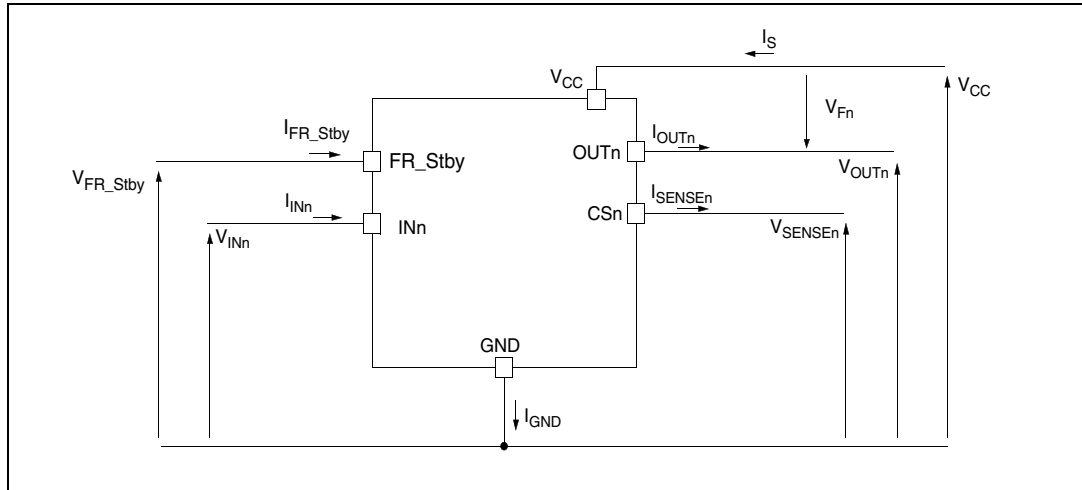 I_S
V_CC
V_CC
V_Fn
I_FR_Stby
I_OUTn
FR_Stby
OUTn
V_FR_Stby
V_OUTn
I_INn
I_SENSEn
INn
CSn
V_INn
V_SENSEn
GND
I_GND